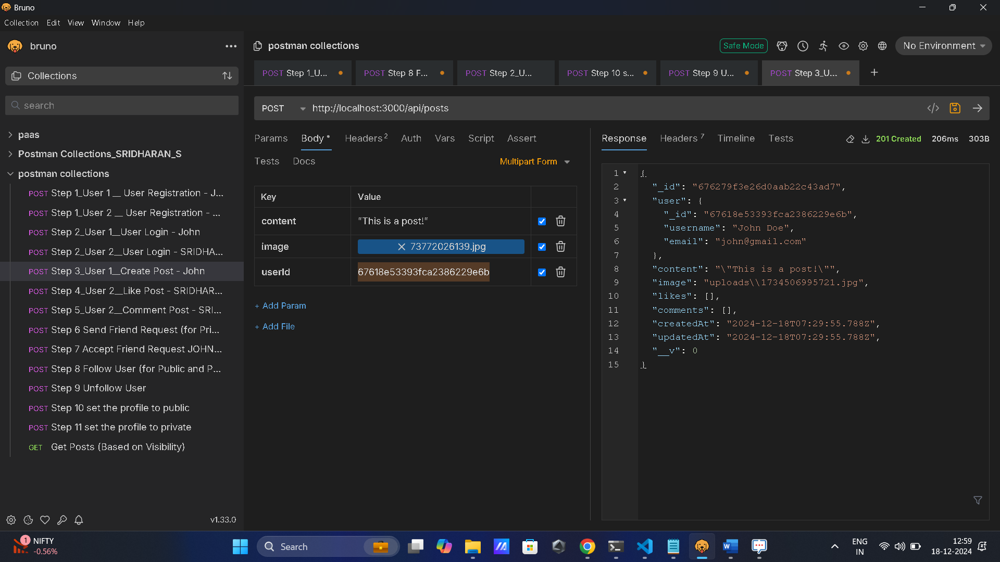 Bruno
Collection Edit View Window Help
bruno
Collections
search
paas
Postman Collections_SRIDHARAN_S
postman collections
POST Step 1_User 1 __ User Registration - J...
POST Step 1_User 2 __ User Registration - ...
POST Step 2_User 1__User Login - John
POST Step 2_User 2__User Login - SRIDHA...
POST Step 3_User 1__Create Post - John
POST Step 4_User 2__Like Post - SRIDHAR...
POST Step 5_User 2__Comment Post - SRI...
POST Step 6 Send Friend Request (for Pri...
POST Step 7 Accept Friend Request JOHN...
POST Step 8 Follow User (for Public and P...
POST Step 9 Unfollow User
POST Step 10 set the profile to public
POST Step 11 set the profile to private
GET Get Posts (Based on Visibility)
v1.33.0
postman collections
Safe Mode
No Environment
POST Step 1_U...
POST Step 8 F...
POST Step 2_U...
POST Step 10 s...
POST Step 9 U...
POST Step 3_U...
+
POST http://localhost:3000/api/posts
</>
Params Body Headers 2 Auth Vars Script Assert
Tests Docs
Multipart Form
Key Value
content "This is a post!"
image 73772026139.jpg
userId 67618e53393fca2386229e6b
+ Add Param
+ Add File
Response Headers 7 Timeline Tests
201 Created 206ms 303B
1 {
2 "_id": "676279f3e26d0aab22c43ad7",
3 "user": {
4 "_id": "67618e53393fca2386229e6b",
5 "username": "John Doe",
6 "email": "john@gmail.com"
7 },
8 "content": "\"This is a post!\"",
9 "image": "uploads\\1734506995721.jpg",
10 "likes": [],
11 "comments": [],
12 "createdAt": "2024-12-18T07:29:55.788Z",
13 "updatedAt": "2024-12-18T07:29:55.788Z",
14 "__v": 0
15 }
1
NIFTY
-0.56%
Search
ENG
IN
12:59
18-12-2024